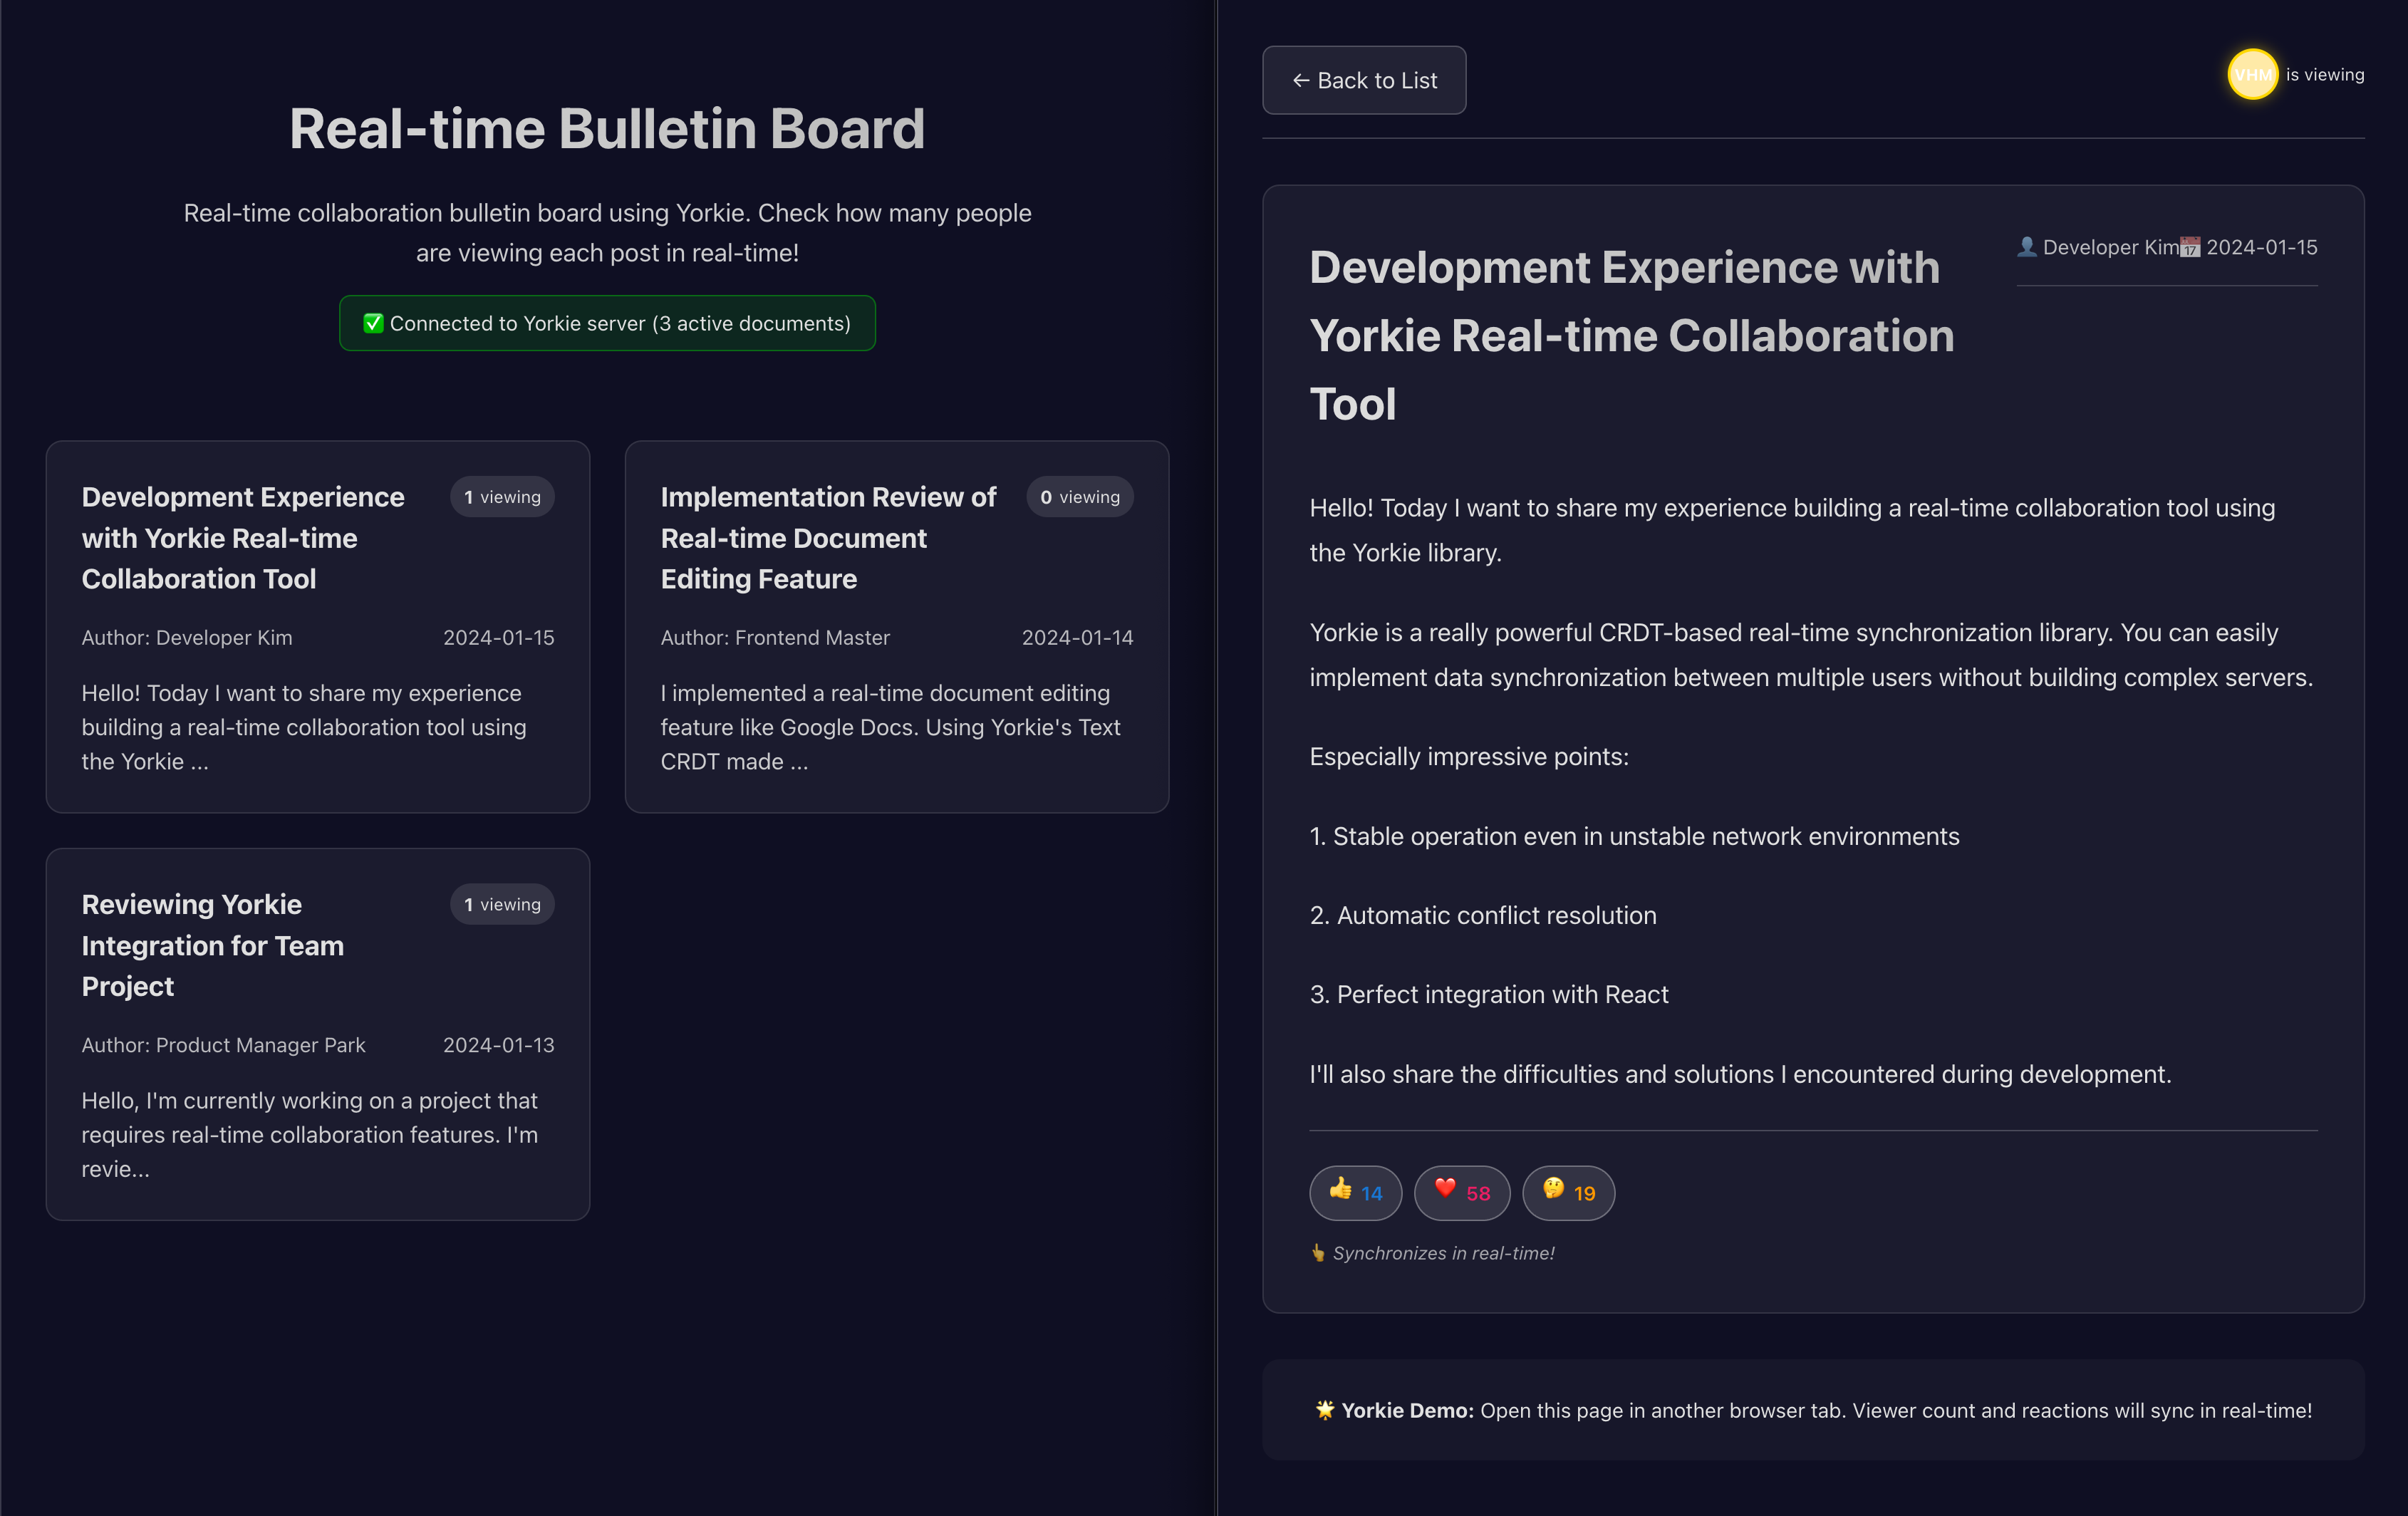 Real-time Bulletin Board
Real-time collaboration bulletin board using Yorkie. Check how many people
are viewing each post in real-time!
✅ Connected to Yorkie server (3 active documents)
Development Experience
with Yorkie Real-time
Collaboration Tool
1 viewing
Author: Developer Kim 2024-01-15
Hello! Today I want to share my experience
building a real-time collaboration tool using
the Yorkie ...
Implementation Review of
Real-time Document
Editing Feature
0 viewing
Author: Frontend Master 2024-01-14
I implemented a real-time document editing
feature like Google Docs. Using Yorkie's Text
CRDT made ...
Reviewing Yorkie
Integration for Team
Project
1 viewing
Author: Product Manager Park 2024-01-13
Hello, I'm currently working on a project that
requires real-time collaboration features. I'm
revie...
← Back to List
VHM is viewing
Development Experience with
Yorkie Real-time Collaboration
Tool
👤 Developer Kim📅 2024-01-15
Hello! Today I want to share my experience building a real-time collaboration tool using
the Yorkie library.
Yorkie is a really powerful CRDT-based real-time synchronization library. You can easily
implement data synchronization between multiple users without building complex servers.
Especially impressive points:
1. Stable operation even in unstable network environments
2. Automatic conflict resolution
3. Perfect integration with React
I'll also share the difficulties and solutions I encountered during development.
👍 14 ❤️ 58 🤔 19
👆 Synchronizes in real-time!
🌟 Yorkie Demo: Open this page in another browser tab. Viewer count and reactions will sync in real-time!